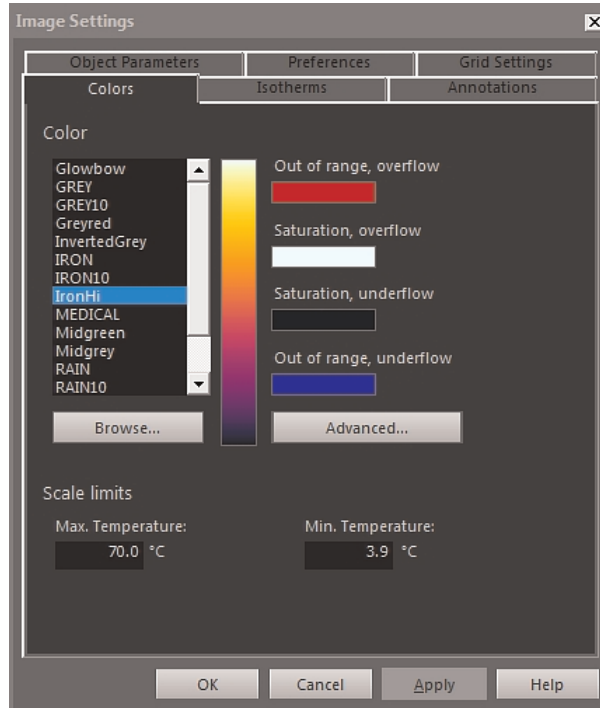 Image Settings
Object Parameters Preferences Grid Settings
Colors Isotherms Annotations
Color
Glowbow
GREY
GREY10
Greyred
InvertedGrey
IRON
IRON10
IronHi
MEDICAL
Midgreen
Midgrey
RAIN
RAIN10
Out of range, overflow
Saturation, overflow
Saturation, underflow
Out of range, underflow
Browse... Advanced...
Scale limits
Max. Temperature: Min. Temperature:
70.0 °C 3.9 °C
OK Cancel Apply Help